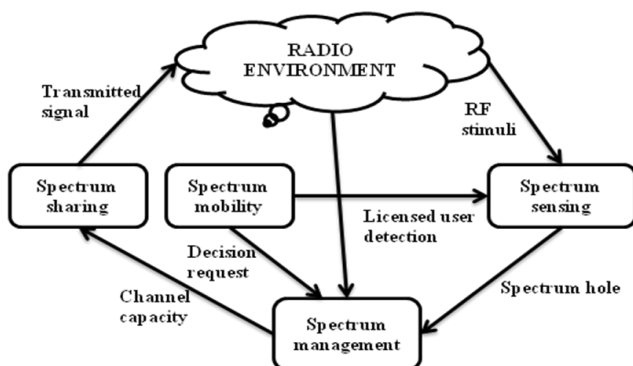 RADIO
ENVIRONMENT
Transmitted
signal
RF
stimuli
Spectrum
sharing
Spectrum
mobility
Spectrum
sensing
Licensed user
detection
Decision
request
Channel
capacity
Spectrum hole
Spectrum
management